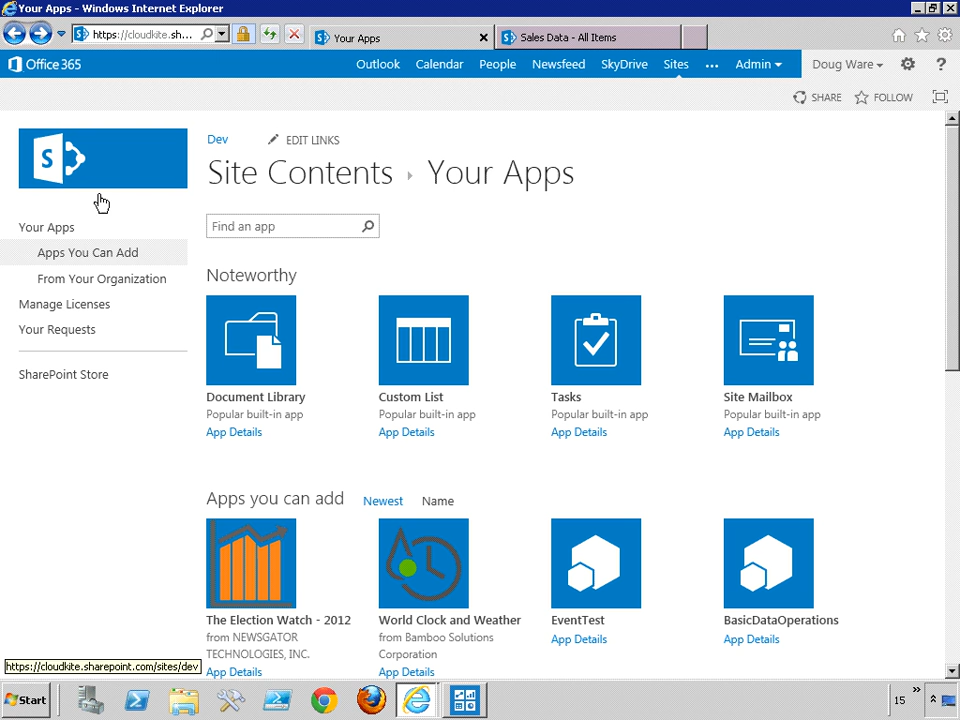 Your Apps - Windows Internet Explorer
https://cloudkite.sh...
Your Apps
Sales Data - All Items
Office 365
Outlook
Calendar
People
Newsfeed
SkyDrive
Sites
...
Admin
Doug Ware
?
SHARE
FOLLOW
S
Dev
EDIT LINKS
Site Contents
Your Apps
Find an app
Your Apps
Apps You Can Add
From Your Organization
Manage Licenses
Your Requests
SharePoint Store
Noteworthy
Document Library
Popular built-in app
App Details
Custom List
Popular built-in app
App Details
Tasks
Popular built-in app
App Details
Site Mailbox
Popular built-in app
App Details
Apps you can add
Newest
Name
The Election Watch - 2012
from NEWSGATOR
TECHNOLOGIES, INC.
App Details
World Clock and Weather
from Bamboo Solutions
Corporation
App Details
EventTest
App Details
BasicDataOperations
App Details
https://cloudkite.sharepoint.com/sites/dev
Start
15